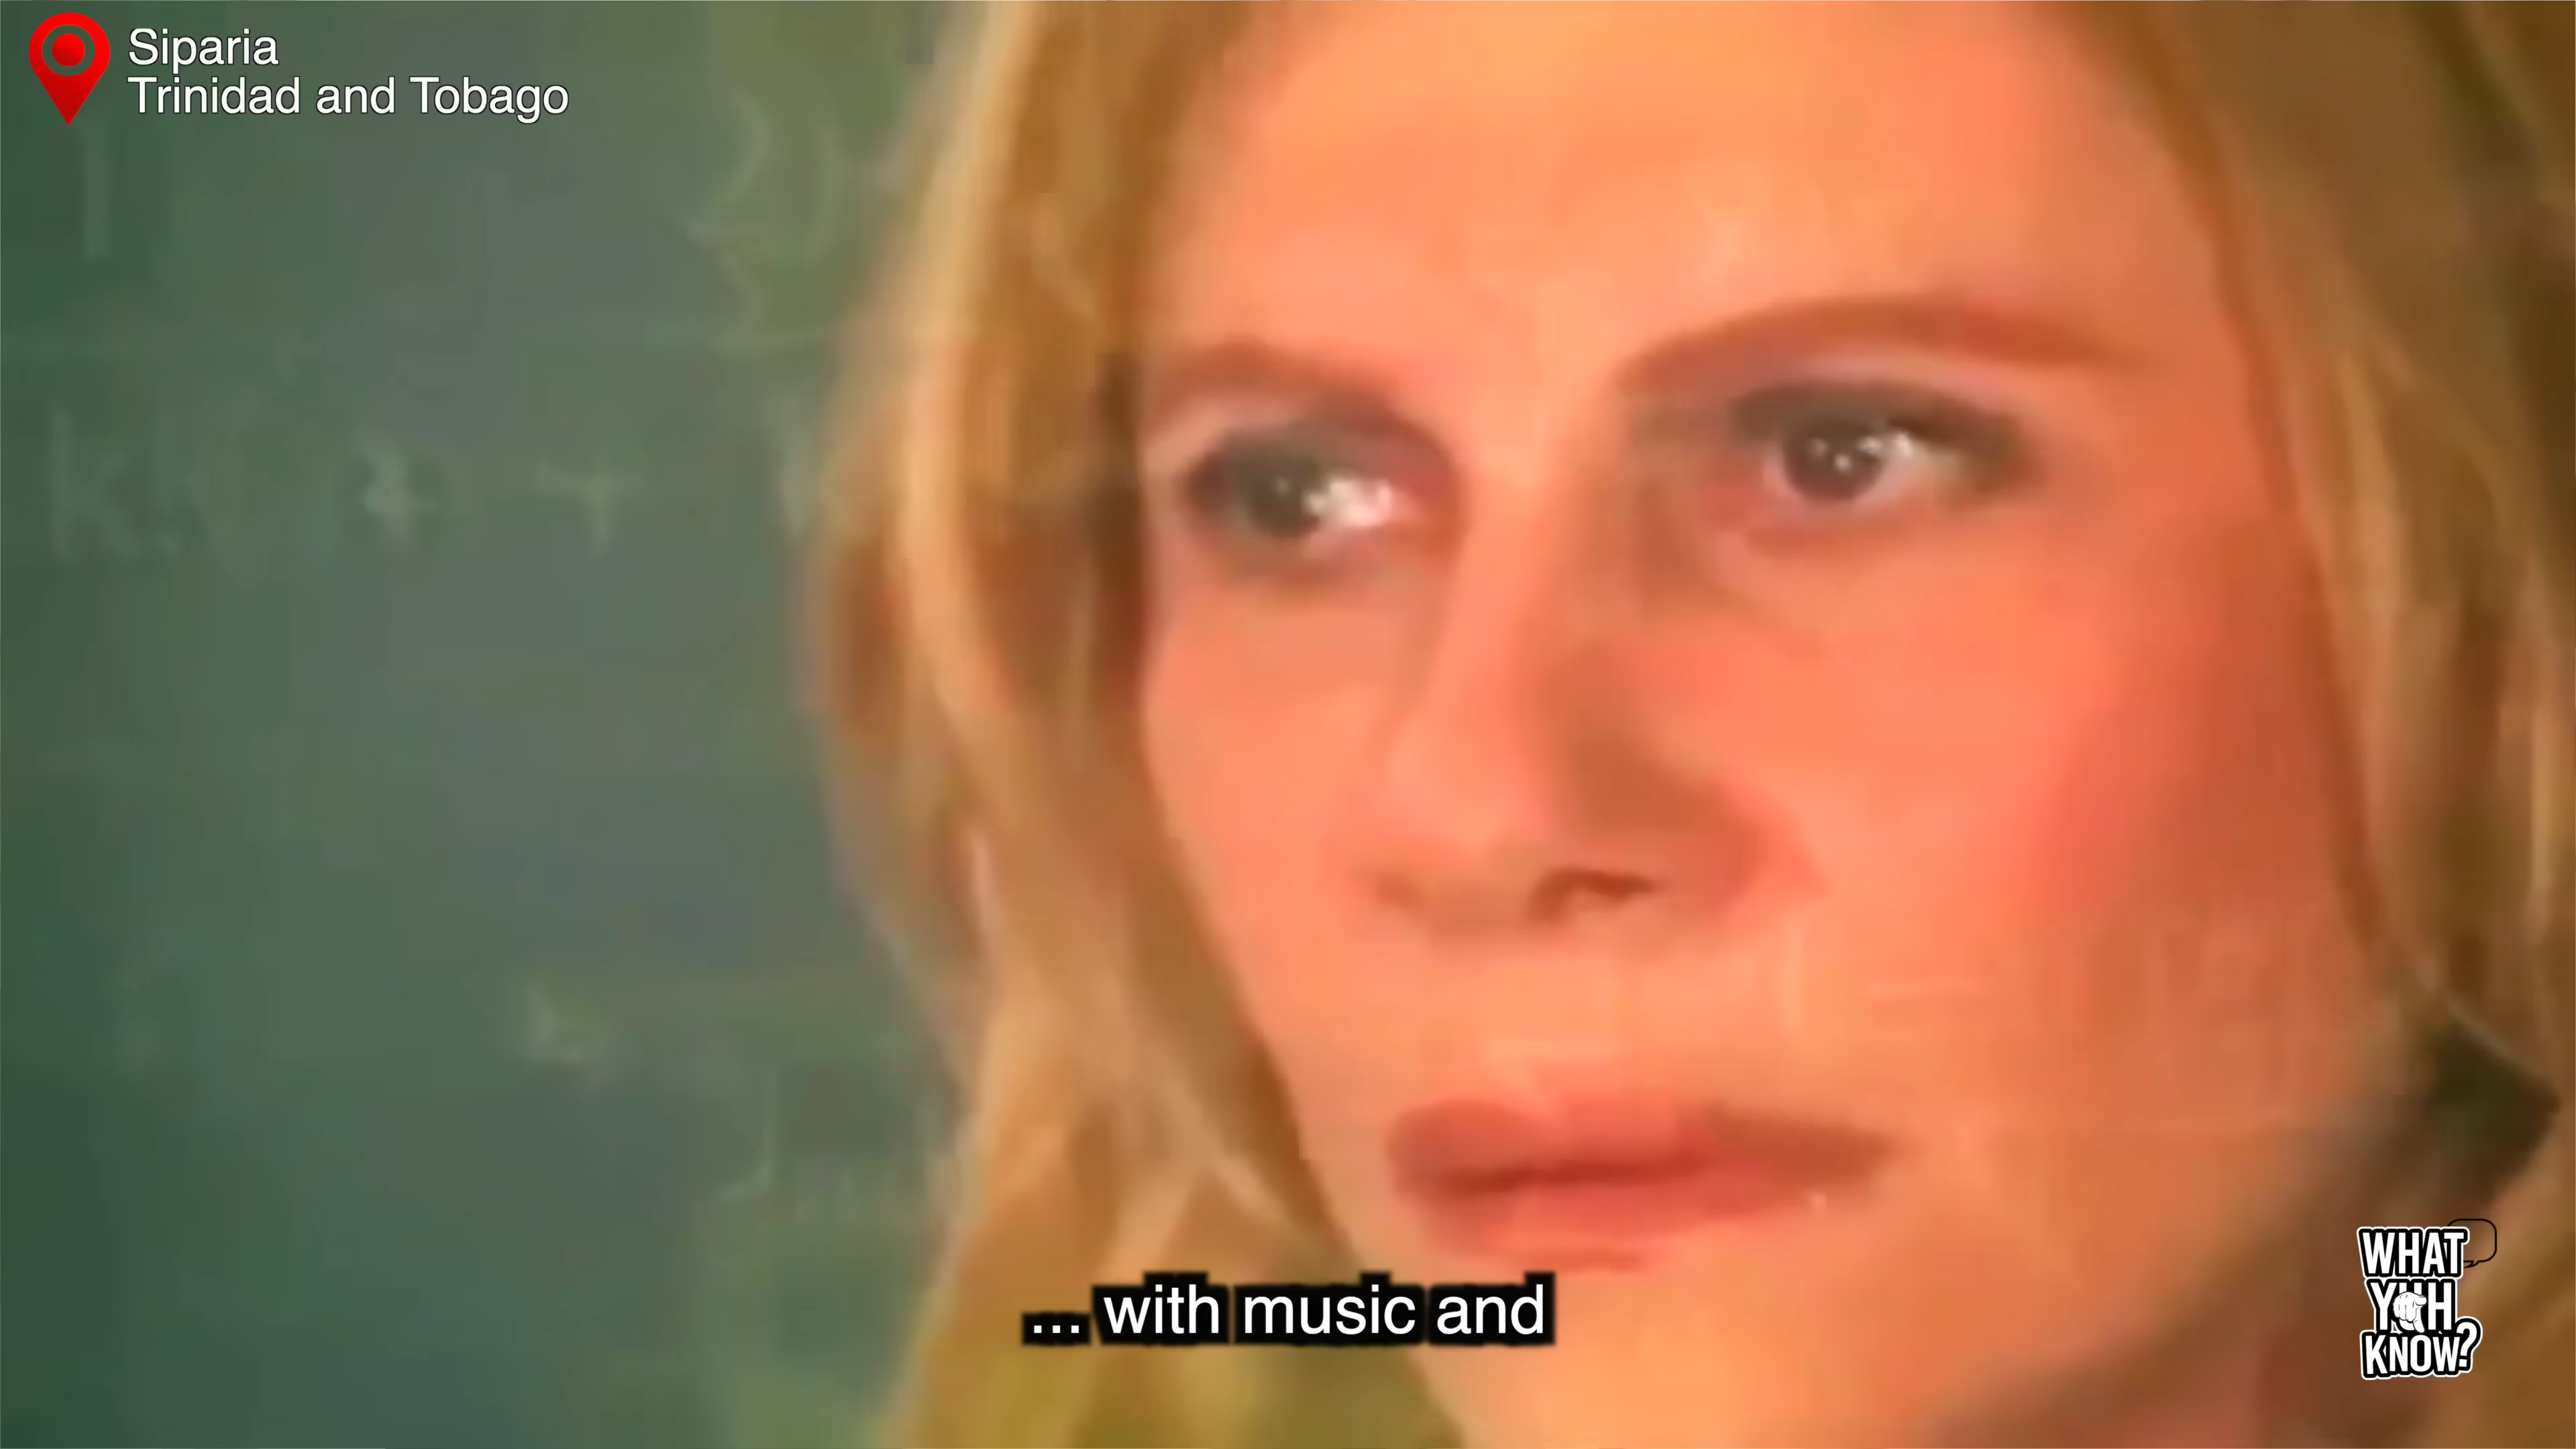 Siparia
Trinidad and Tobago
... with music and
WHAT
YUH
KNOW?